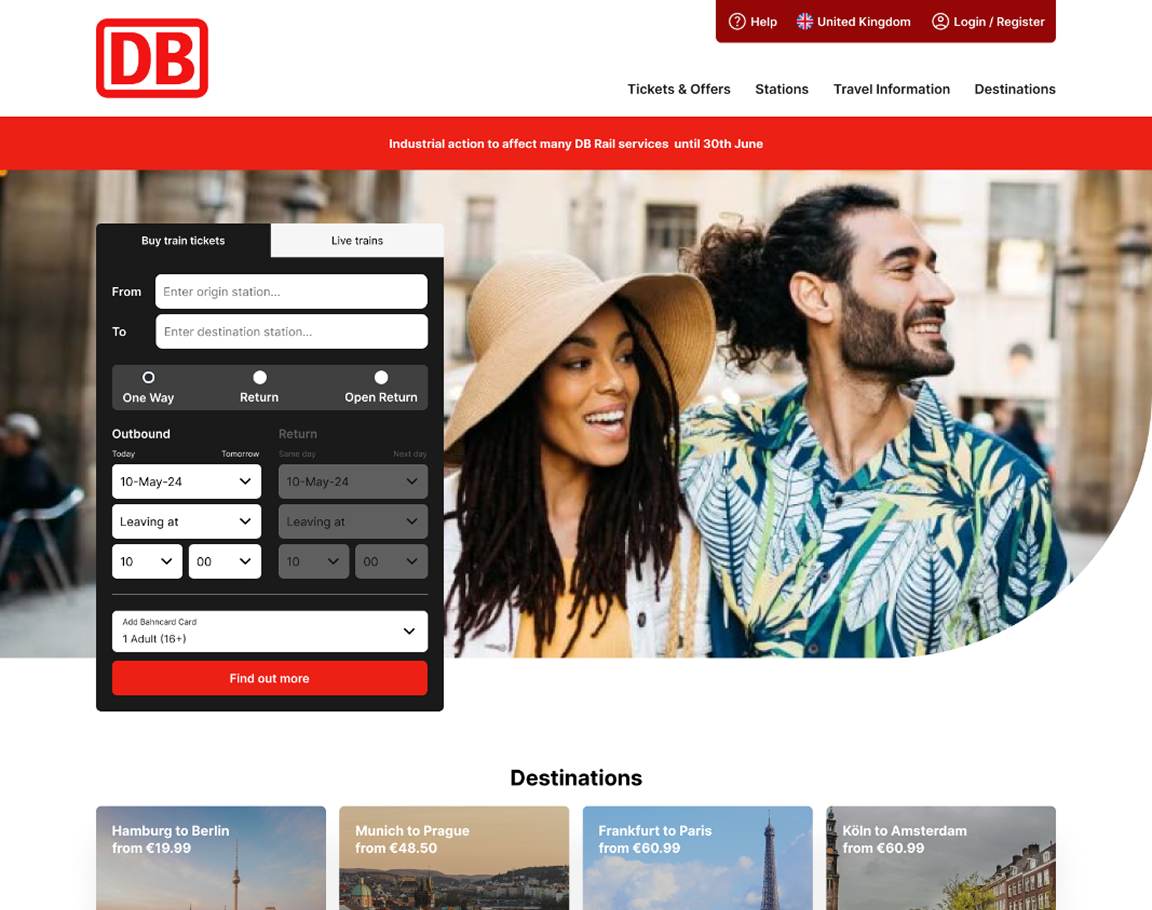 DB
Help
United Kingdom
Login / Register
Tickets & Offers
Stations
Travel Information
Destinations
Industrial action to affect many DB Rail services  until 30th June
Buy train tickets
Live trains
From
Enter origin station...
To
Enter destination station...
One Way
Return
Open Return
Outbound
Return
Today
Tomorrow
Same day
Next day
10-May-24
10-May-24
Leaving at
Leaving at
10
00
10
00
Add Bahncard Card
1 Adult (16+)
Find out more
Destinations
Hamburg to Berlin
from €19.99
Munich to Prague
from €48.50
Frankfurt to Paris
from €60.99
Köln to Amsterdam
from €60.99